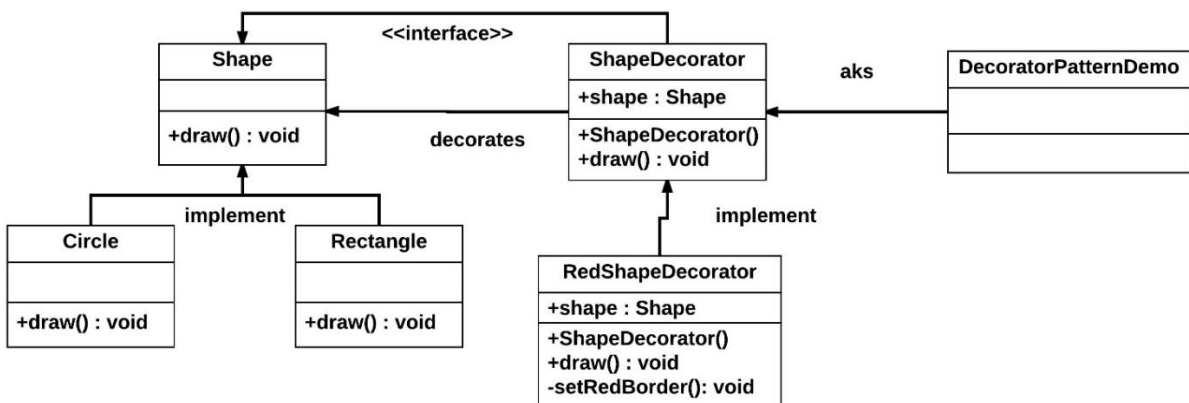 <<interface>>
Shape
+draw() : void
ShapeDecorator
+shape : Shape
+ShapeDecorator()
+draw() : void
aks
DecoratorPatternDemo
decorates
implement
Circle
+draw() : void
Rectangle
+draw() : void
implement
RedShapeDecorator
+shape : Shape
+ShapeDecorator()
+draw() : void
-setRedBorder(): void